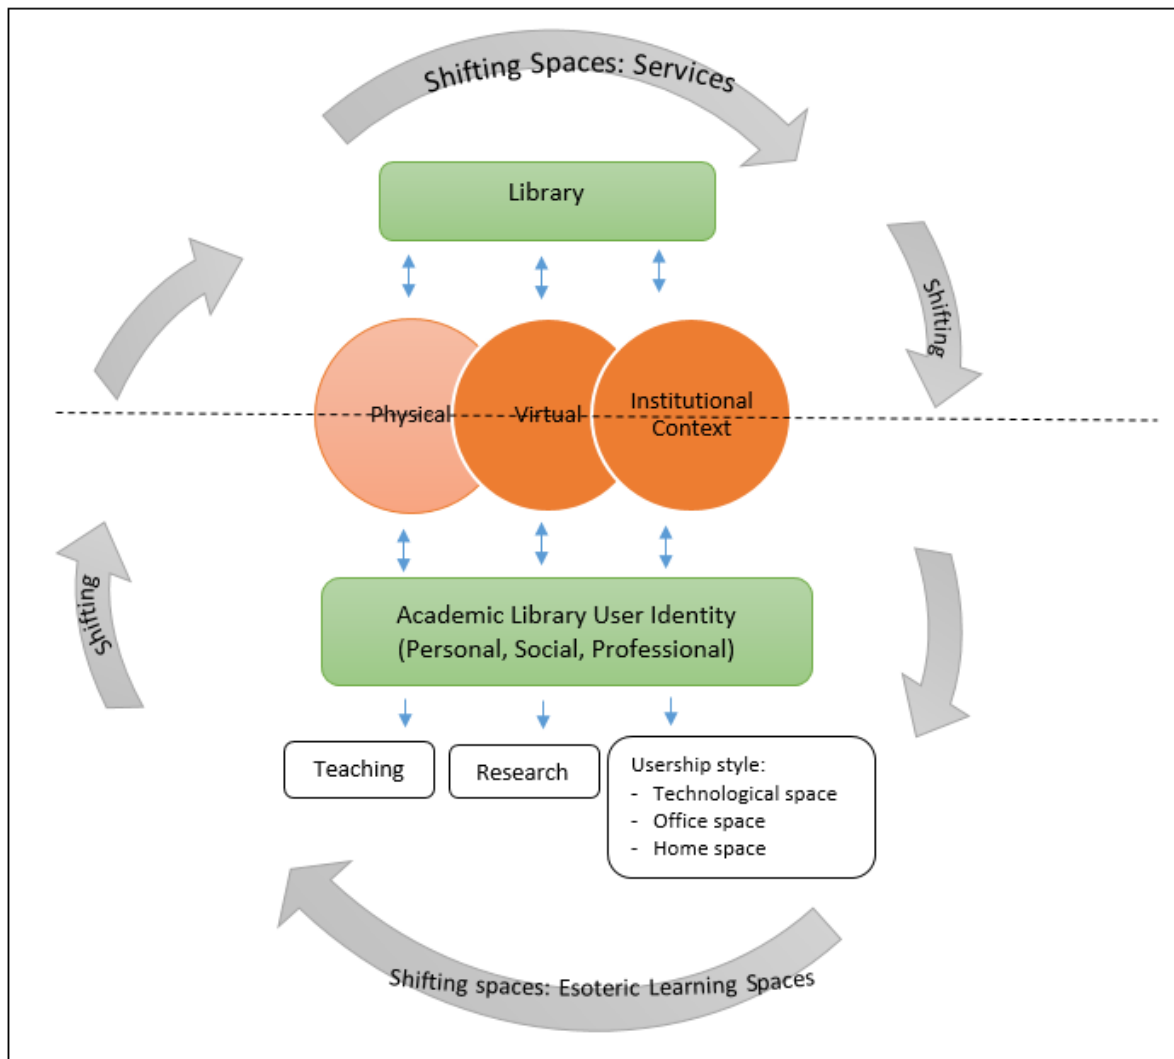 Shifting Spaces: Services
Library
Shifting
Physical
Virtual
Institutional
Context
Shifting
Academic Library User Identity
(Personal, Social, Professional)
Teaching
Research
Usership style:
- Technological space
- Office space
- Home space
Shifting spaces: Esoteric Learning Spaces